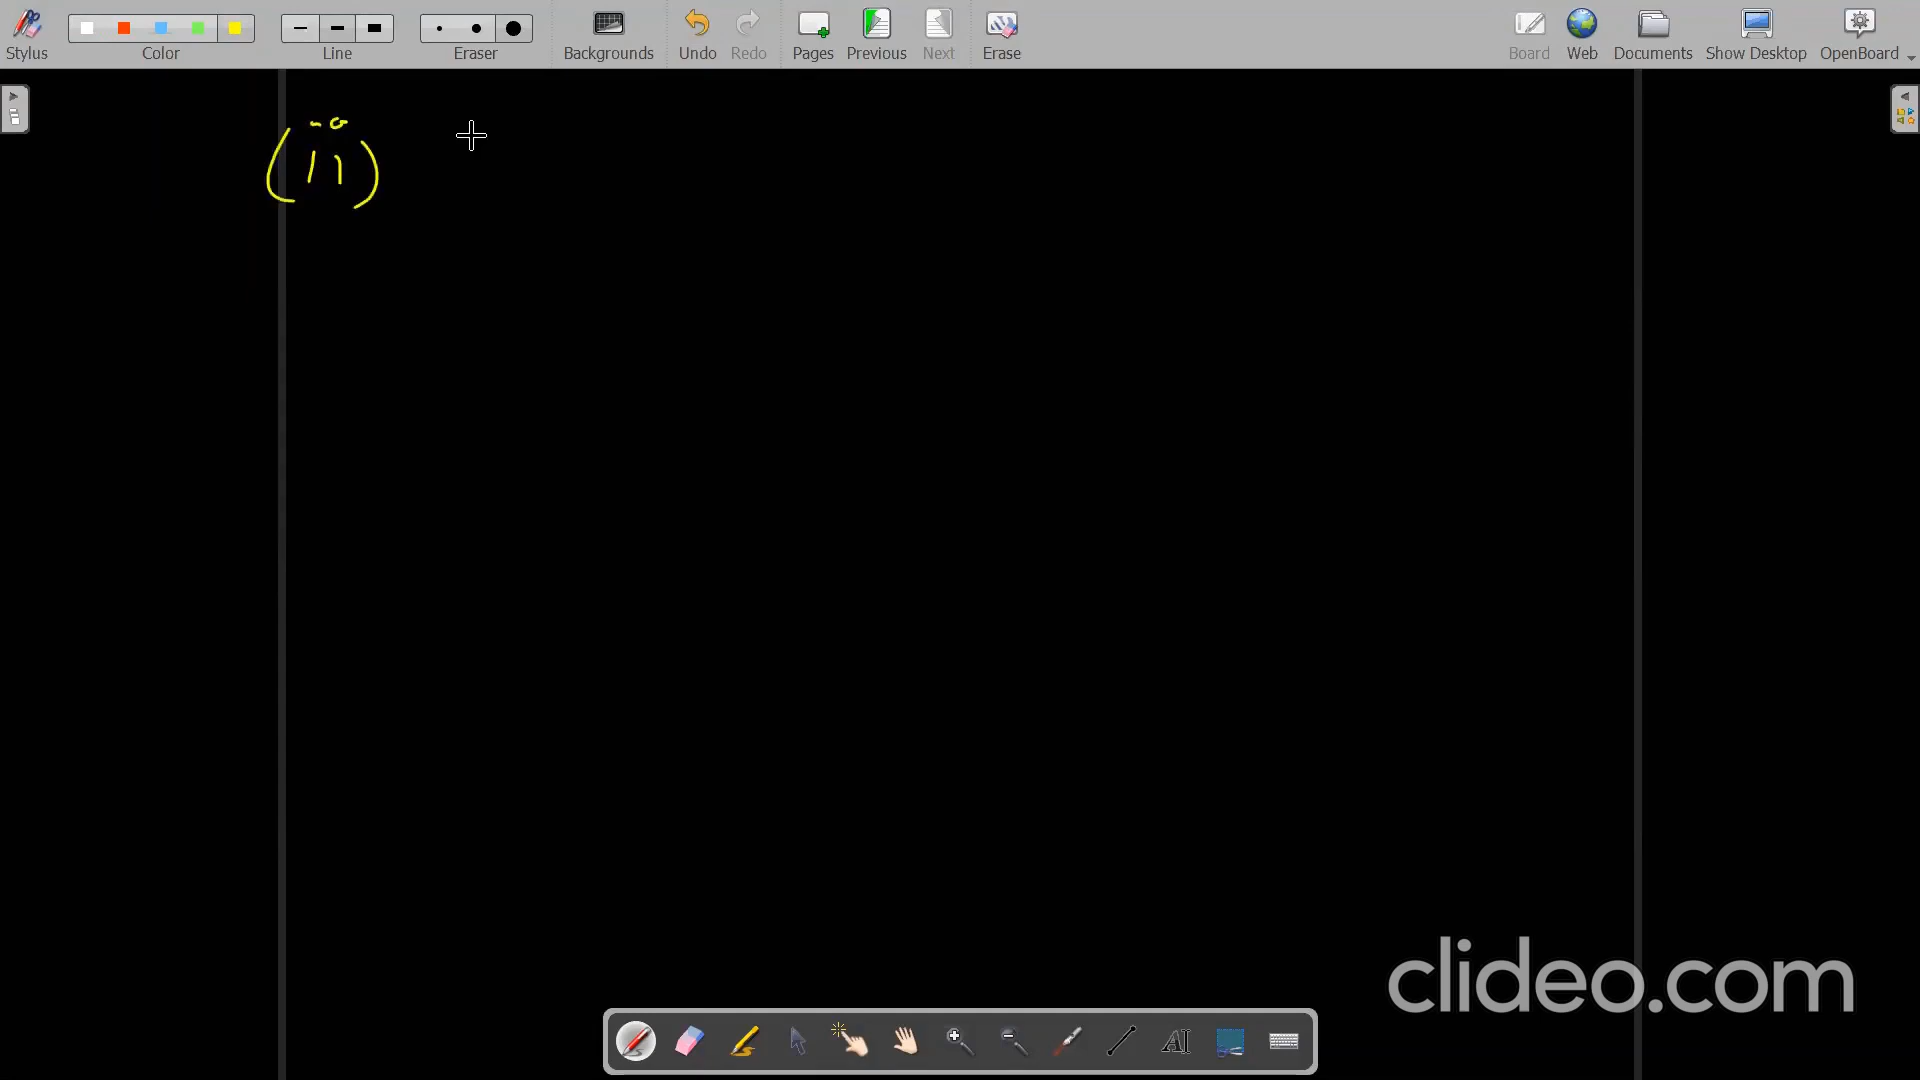 Stylus Color Line Eraser Backgrounds Undo Redo Pages Previous Next Erase Board Web Documents Show Desktop OpenBoard
(11)
clideo.com